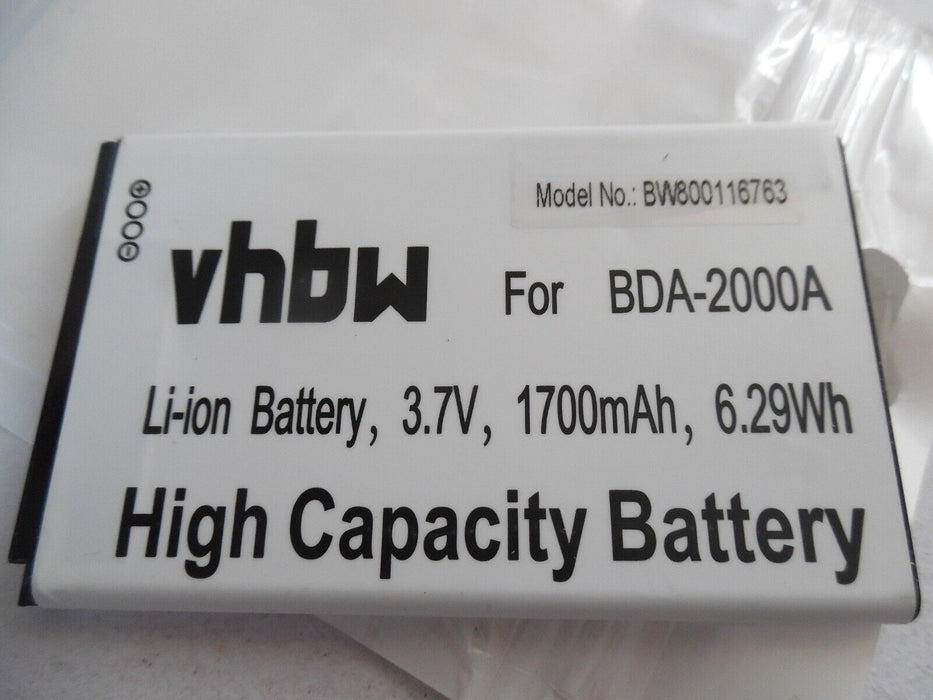 Model No.: BW800116763
vhbw For BDA-2000A
Li-ion Battery, 3.7V, 1700mAh, 6.29Wh
High Capacity Battery